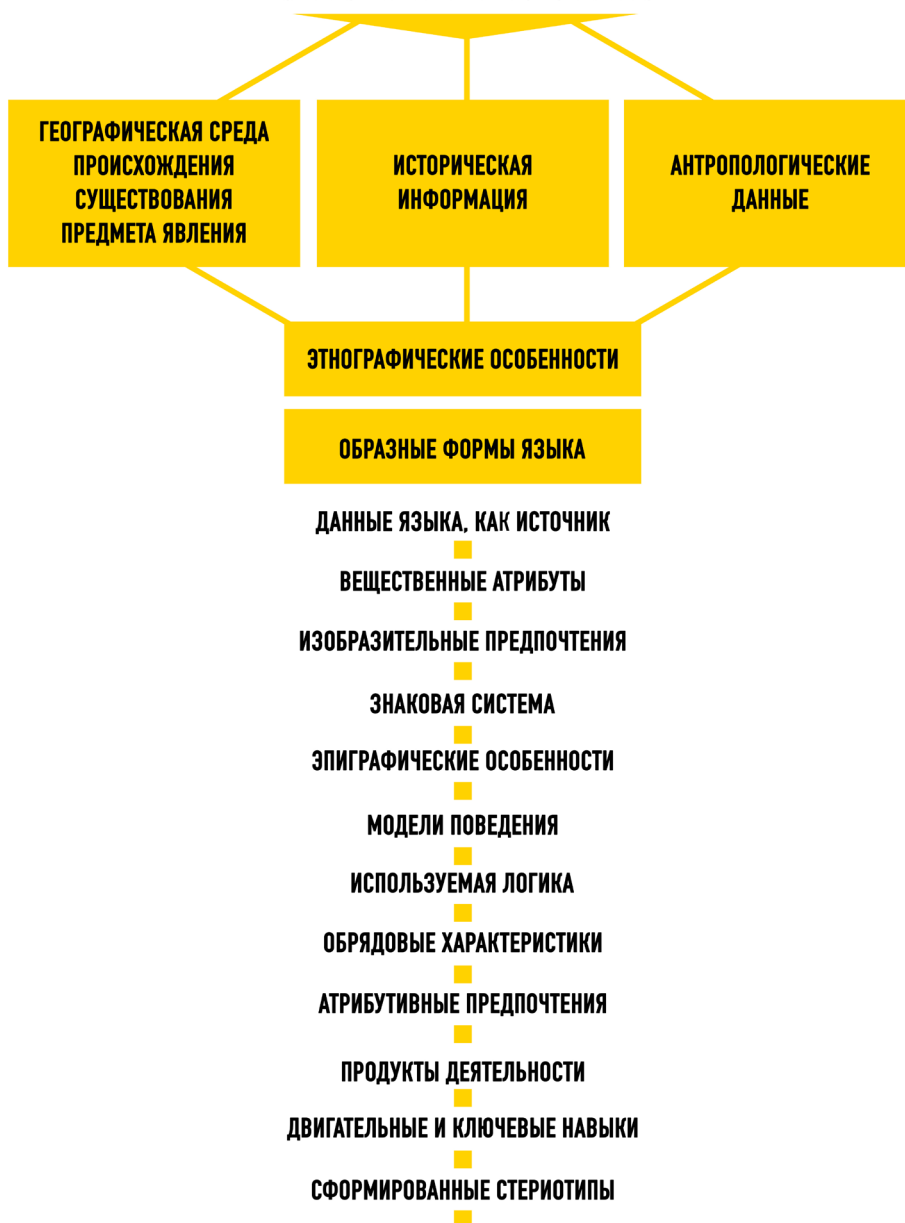 ГЕОГРАФИЧЕСКАЯ СРЕДА
ПРОИСХОЖДЕНИЯ
СУЩЕСТВОВАНИЯ
ПРЕДМЕТА ЯВЛЕНИЯ
ИСТОРИЧЕСКАЯ
ИНФОРМАЦИЯ
АНТРОПОЛОГИЧЕСКИЕ
ДАННЫЕ
ЭТНОГРАФИЧЕСКИЕ ОСОБЕННОСТИ
ОБРАЗНЫЕ ФОРМЫ ЯЗЫКА
ДАННЫЕ ЯЗЫКА, КАК ИСТОЧНИК
ВЕЩЕСТВЕННЫЕ АТРИБУТЫ
ИЗОБРАЗИТЕЛЬНЫЕ ПРЕДПОЧТЕНИЯ
ЗНАКОВАЯ СИСТЕМА
ЭПИГРАФИЧЕСКИЕ ОСОБЕННОСТИ
МОДЕЛИ ПОВЕДЕНИЯ
ИСПОЛЬЗУЕМАЯ ЛОГИКА
ОБРЯДОВЫЕ ХАРАКТЕРИСТИКИ
АТРИБУТИВНЫЕ ПРЕДПОЧТЕНИЯ
ПРОДУКТЫ ДЕЯТЕЛЬНОСТИ
ДВИГАТЕЛЬНЫЕ И КЛЮЧЕВЫЕ НАВЫКИ
СФОРМИРОВАННЫЕ СТЕРИОТИПЫ